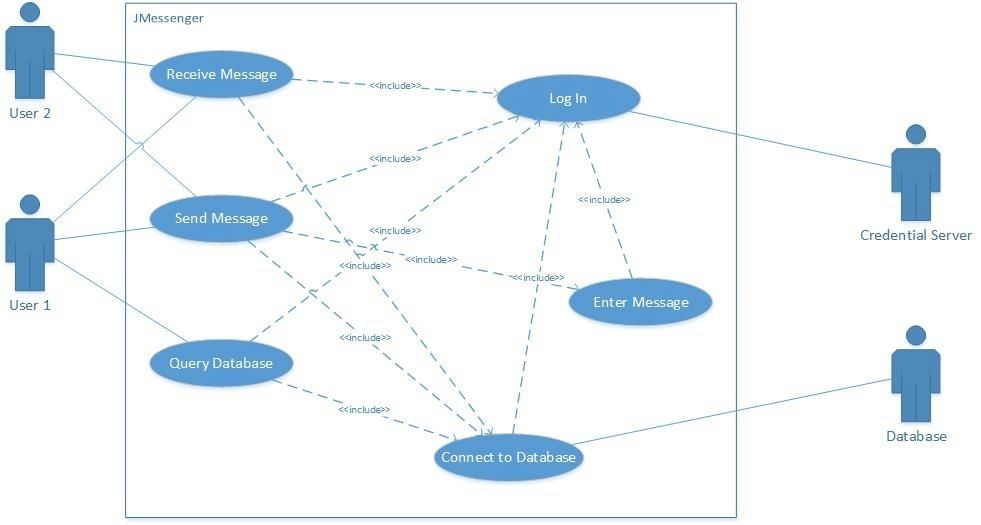 JMessenger
Receive Message
<<include>>
Log In
User 2
<<include>>
<<include>>
Send Message
<<include>>
Credential Server
<<include>>
<<include>>
<<include>>
User 1
Enter Message
<<include>>
Query Database
<<include>>
Database
Connect to Database